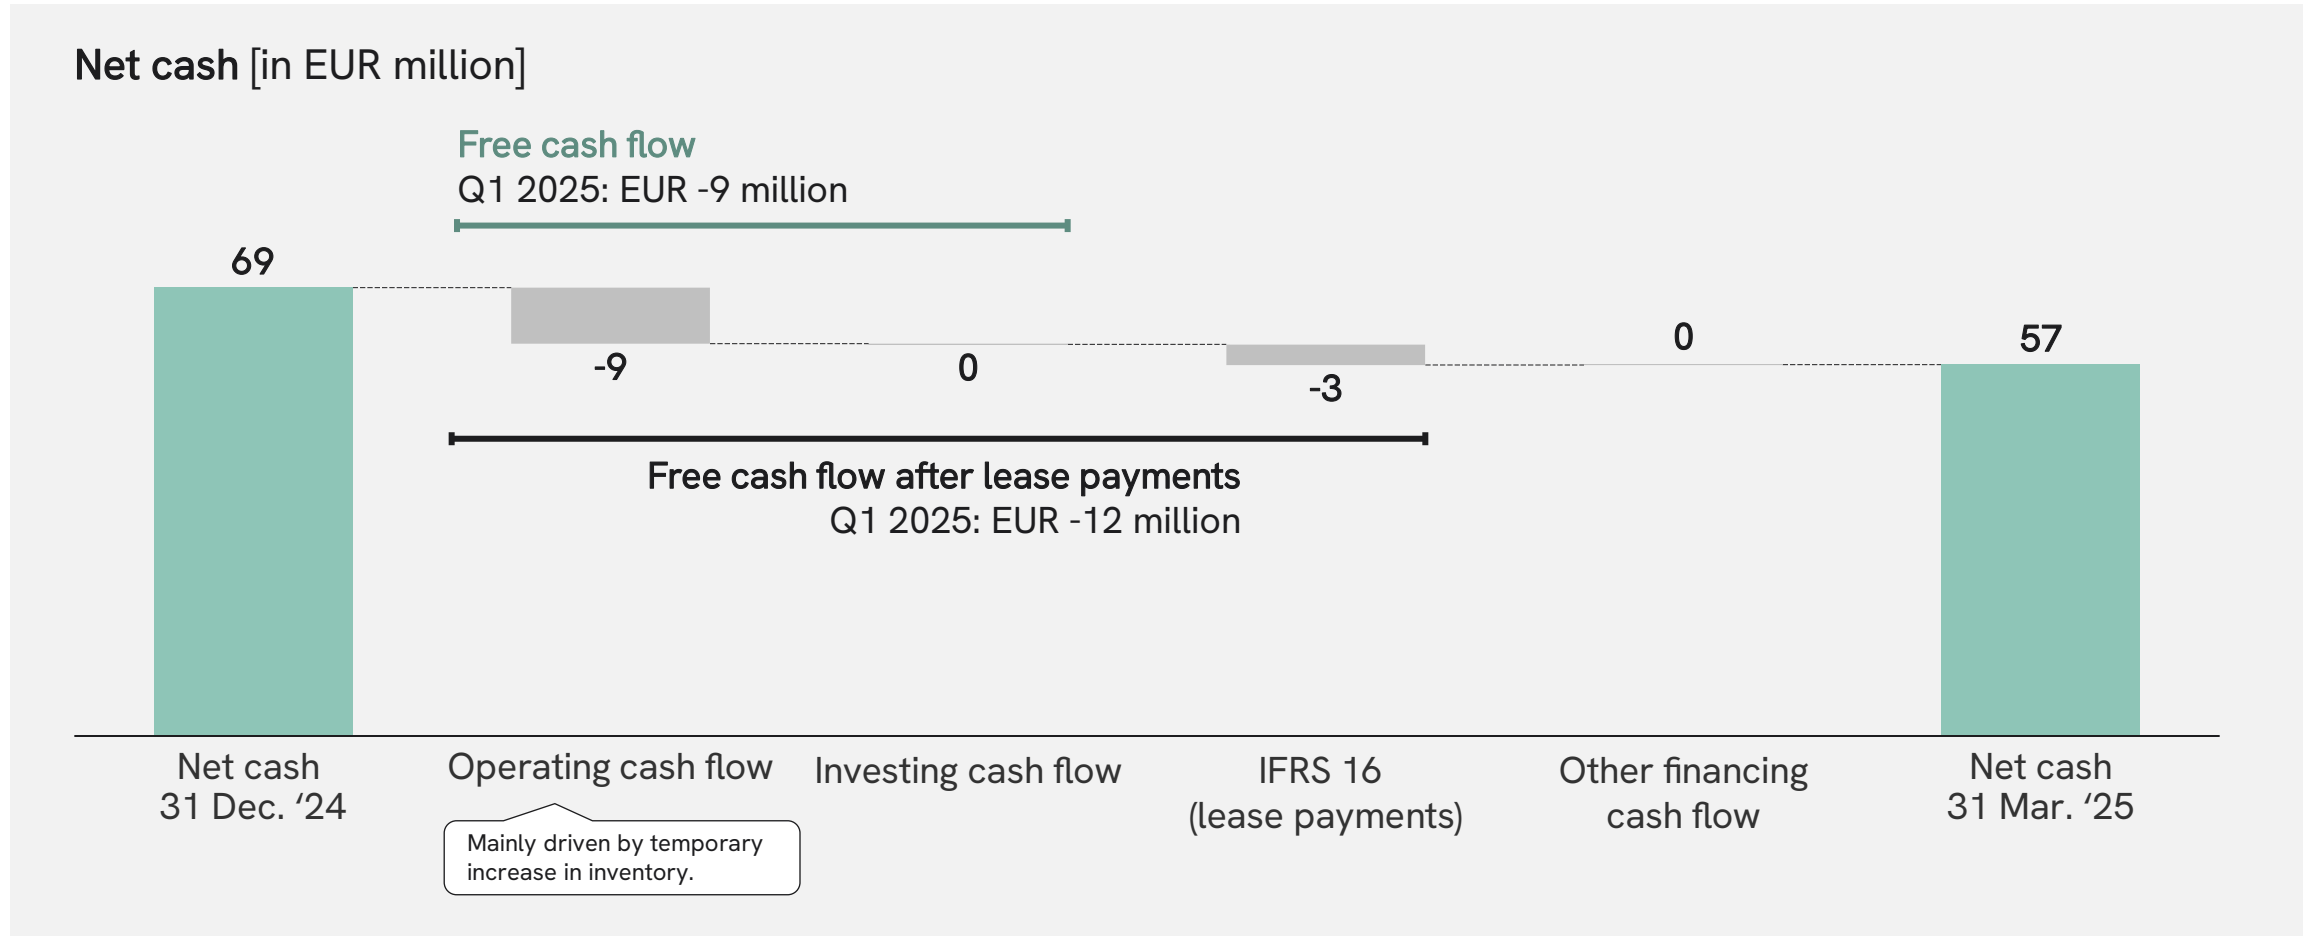 Net cash [in EUR million]
Free cash flow
Q1 2025: EUR -9 million
69
-9
0
-3
0
57
Free cash flow after lease payments
Q1 2025: EUR -12 million
Net cash
31 Dec. ‘24
Operating cash flow
Investing cash flow
IFRS 16
(lease payments)
Other financing
cash flow
Net cash
31 Mar. ‘25
Mainly driven by temporary
increase in inventory.